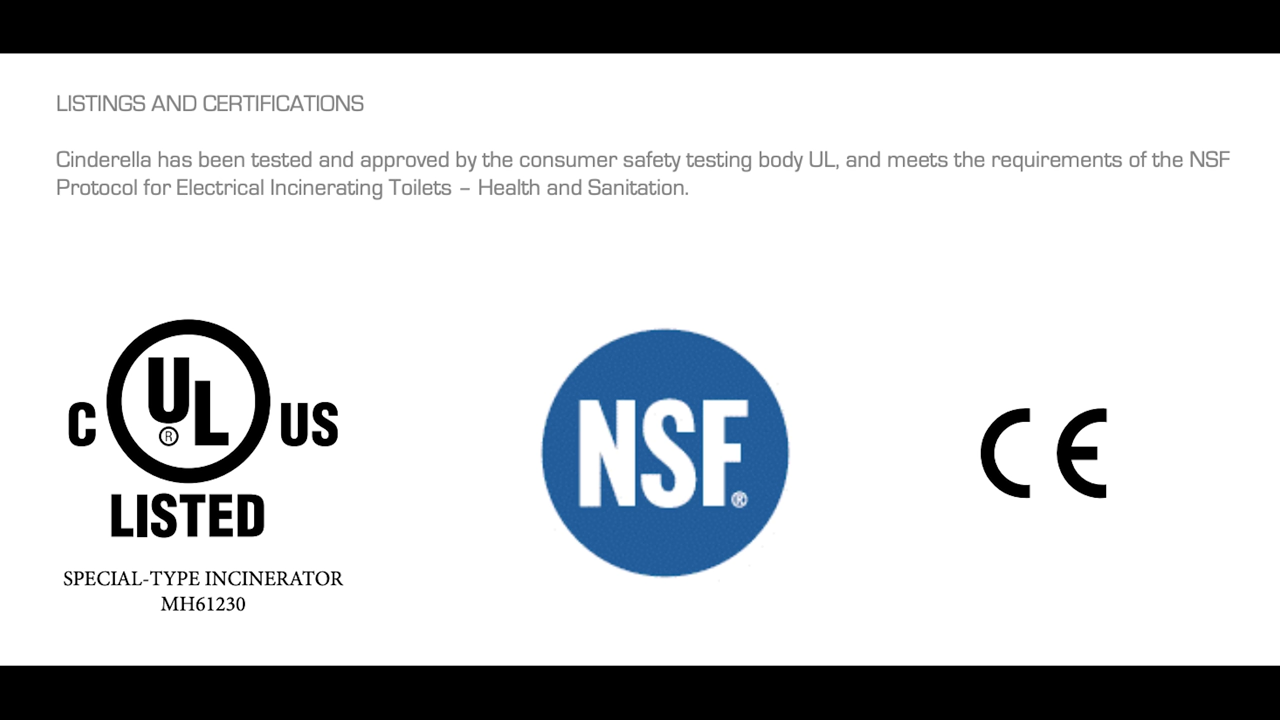 LISTINGS AND CERTIFICATIONS
Cinderella has been tested and approved by the consumer safety testing body UL, and meets the requirements of the NSF
Protocol for Electrical Incinerating Toilets – Health and Sanitation.
C UL® US
LISTED
SPECIAL-TYPE INCINERATOR
MH61230
NSF®
CE